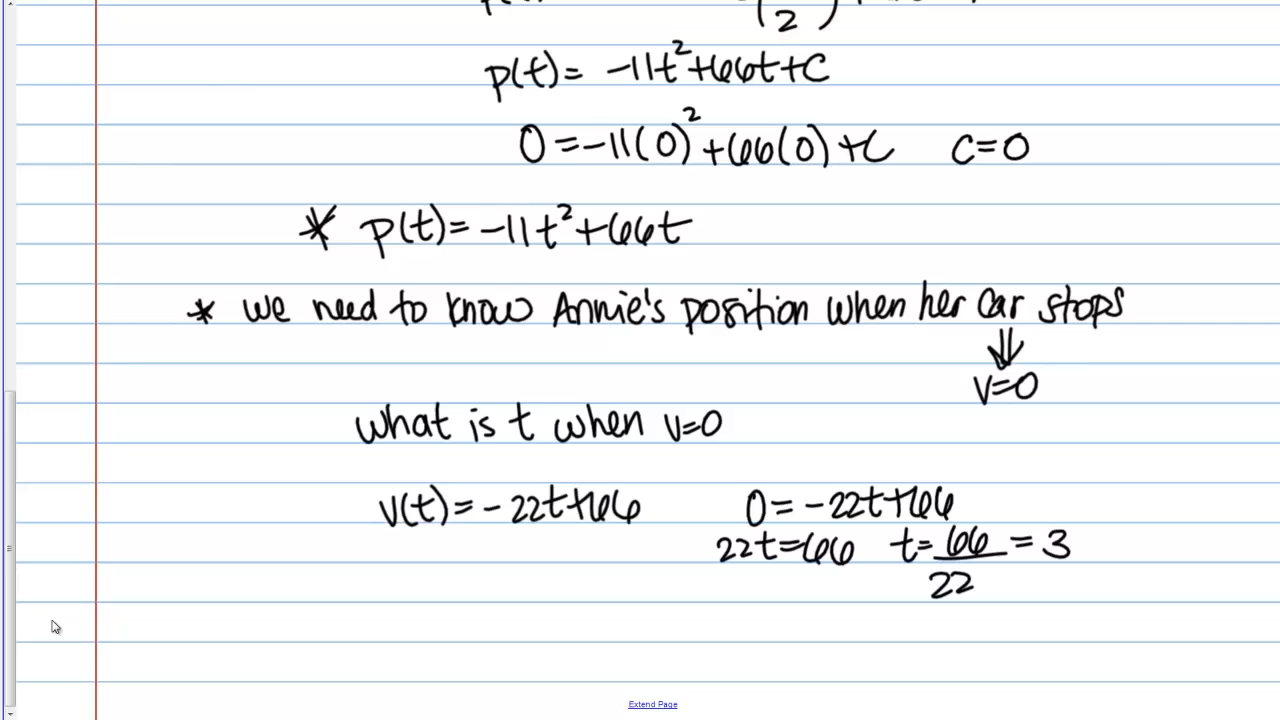 2
p(t) = -11t² + 66t + C
0 = -11(0)² + 66(0) + C C=0
* p(t) = -11t² + 66t
* we need to know Annie's position when her car stops
⇓
v=0
what is t when v=0
v(t) = -22t+66 0 = -22t+66
22t=66 t= 66/22 = 3
Extend Page